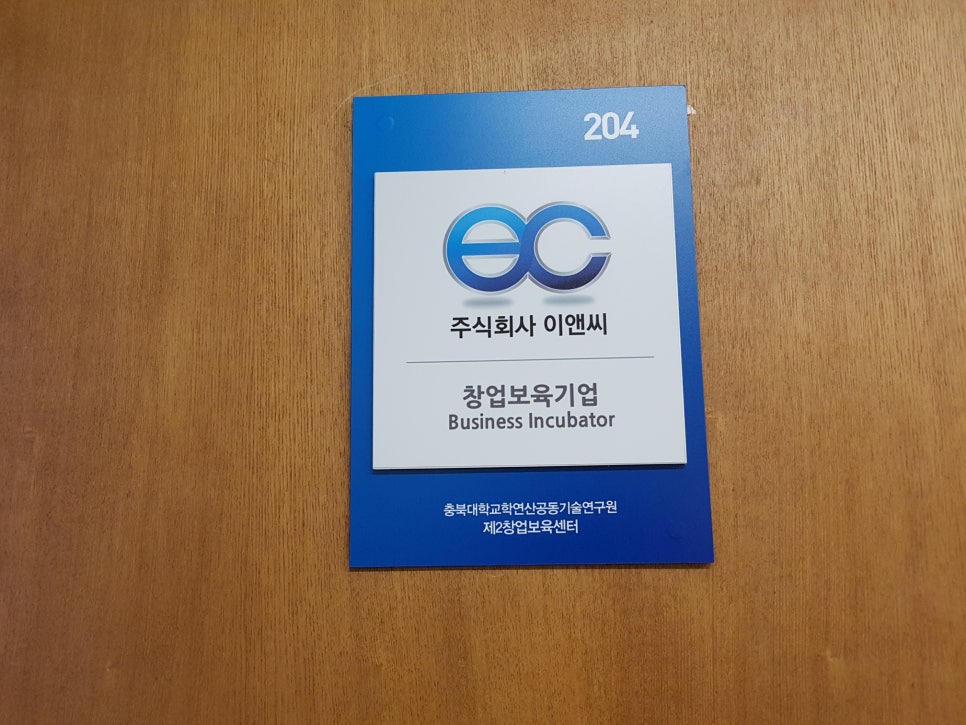 204
ec
주식회사 이앤씨
창업보육기업
Business Incubator
충북대학교학연산공동기술연구원
제2창업보육센터